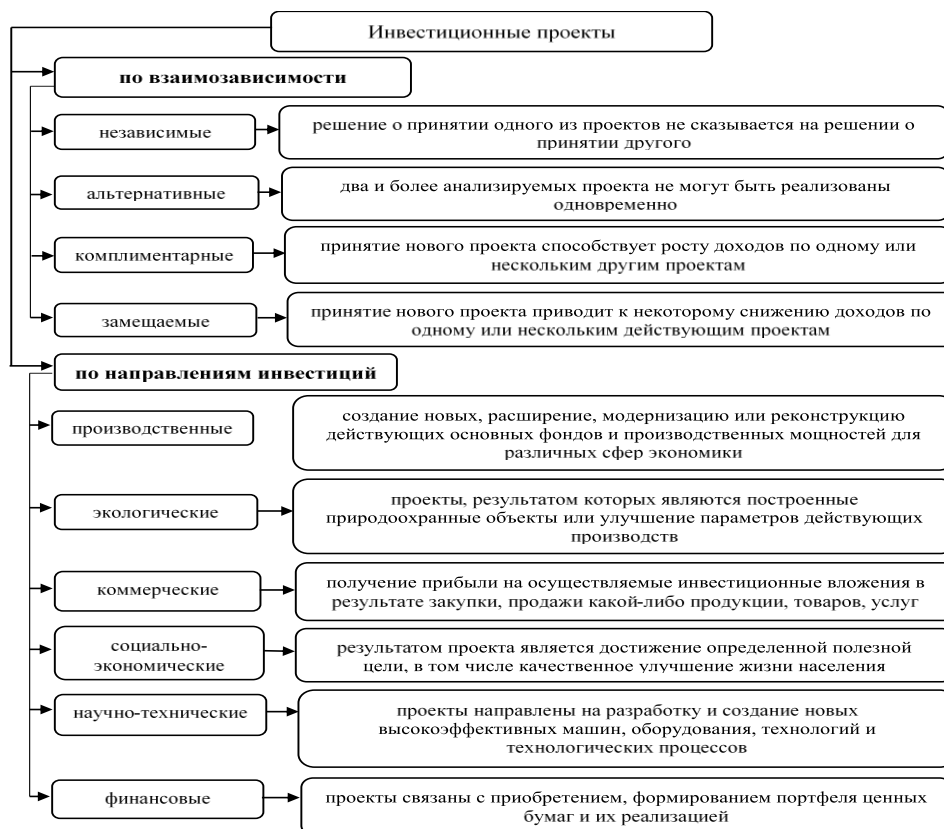 Инвестиционные проекты
по взаимозависимости
независимые
решение о принятии одного из проектов не сказывается на решении о
принятии другого
альтернативные
два и более анализируемых проекта не могут быть реализованы
одновременно
комплиментарные
принятие нового проекта способствует росту доходов по одному или
нескольким другим проектам
замещаемые
принятие нового проекта приводит к некоторому снижению доходов по
одному или нескольким действующим проектам
по направлениям инвестиций
производственные
создание новых, расширение, модернизацию или реконструкцию
действующих основных фондов и производственных мощностей для
различных сфер экономики
экологические
проекты, результатом которых являются построенные
природоохранные объекты или улучшение параметров действующих
производств
коммерческие
получение прибыли на осуществляемые инвестиционные вложения в
результате закупки, продажи какой-либо продукции, товаров, услуг
социально-
экономические
результатом проекта является достижение определенной полезной
цели, в том числе качественное улучшение жизни населения
научно-технические
проекты направлены на разработку и создание новых
высокоэффективных машин, оборудования, технологий и
технологических процессов
финансовые
проекты связаны с приобретением, формированием портфеля ценных
бумаг и их реализацией